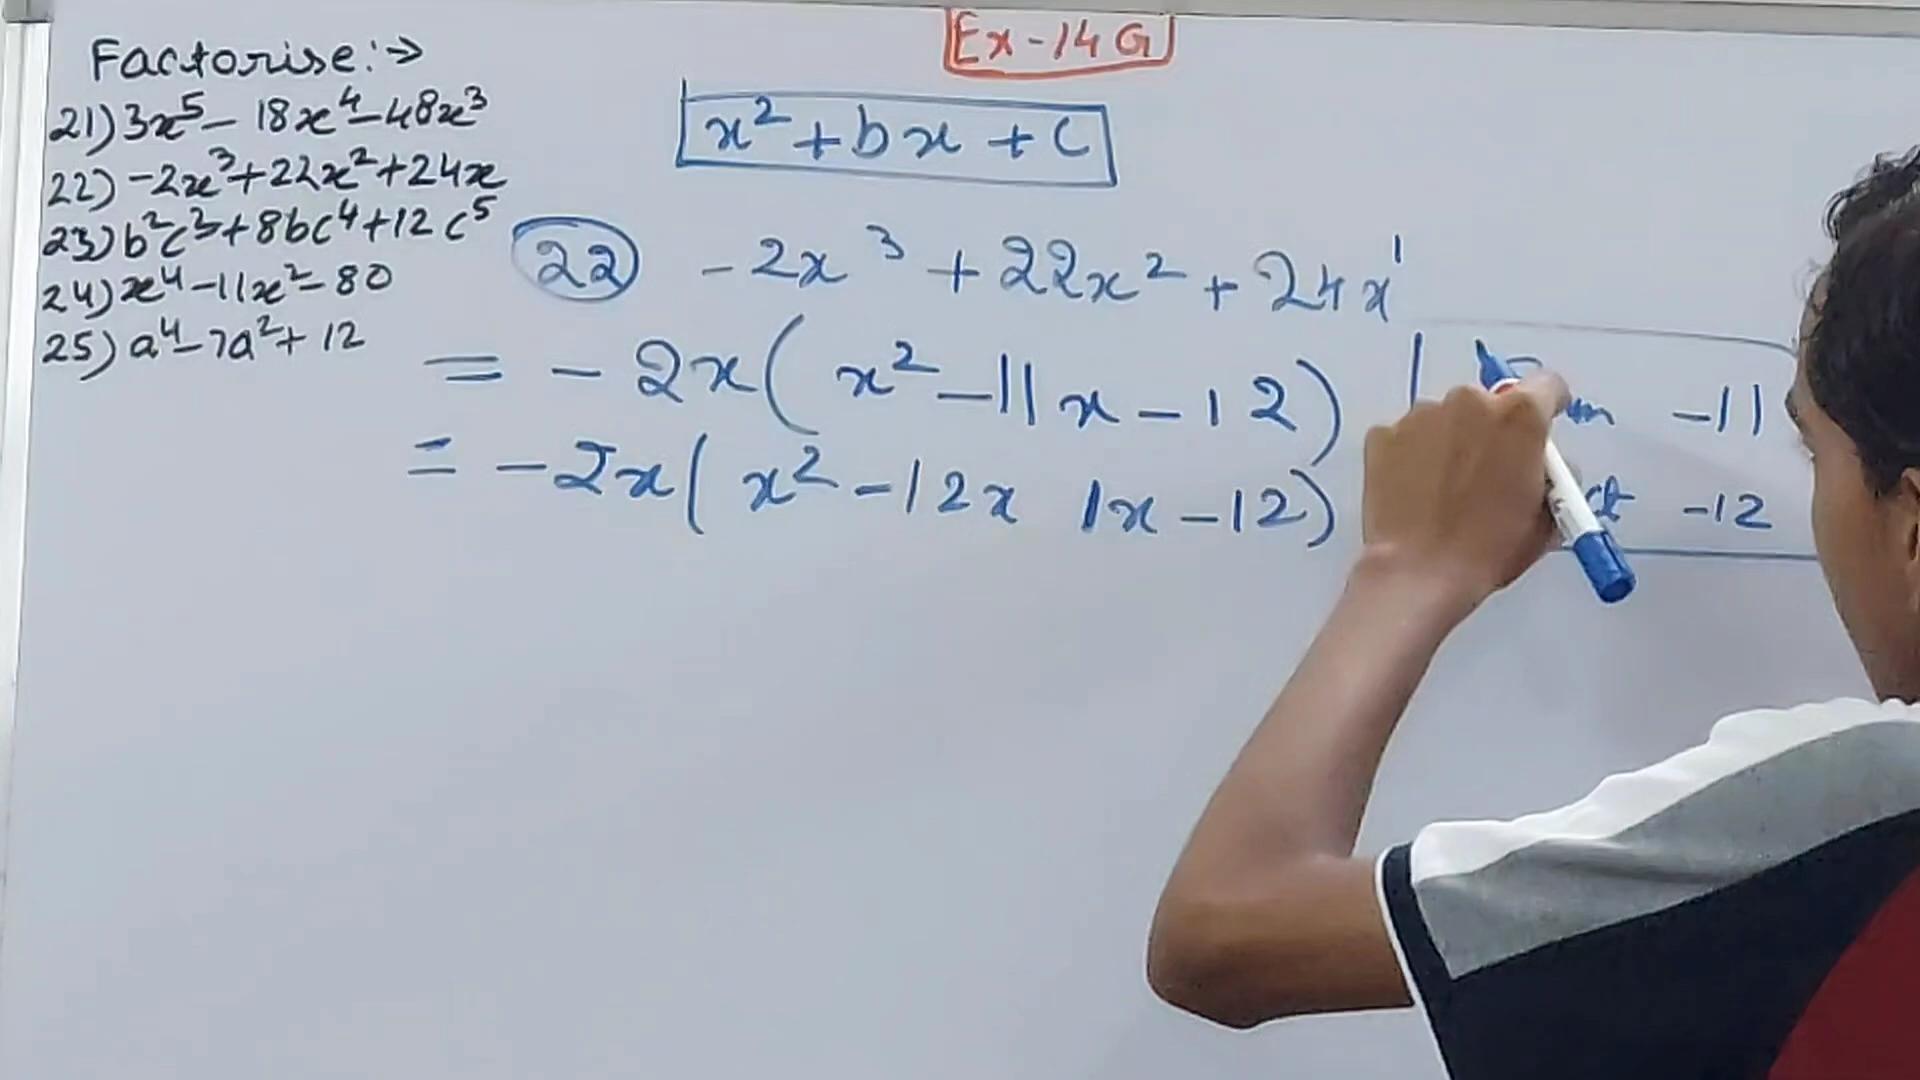 Ex-14G
Factorise:→
21) 3x⁵ - 18x⁴ - 48x³
22) -2x³ + 22x² + 24x
23) b²c³ + 8bc⁴ + 12c⁵
24) x⁴ - 11x² - 80
25) a⁴ - 7a² + 12
x² + bx + c
22 -2x³ + 22x² + 24x¹
= -2x( x² - 11x - 12)
= -2x( x² - 12x 1x - 12)
-11
-12